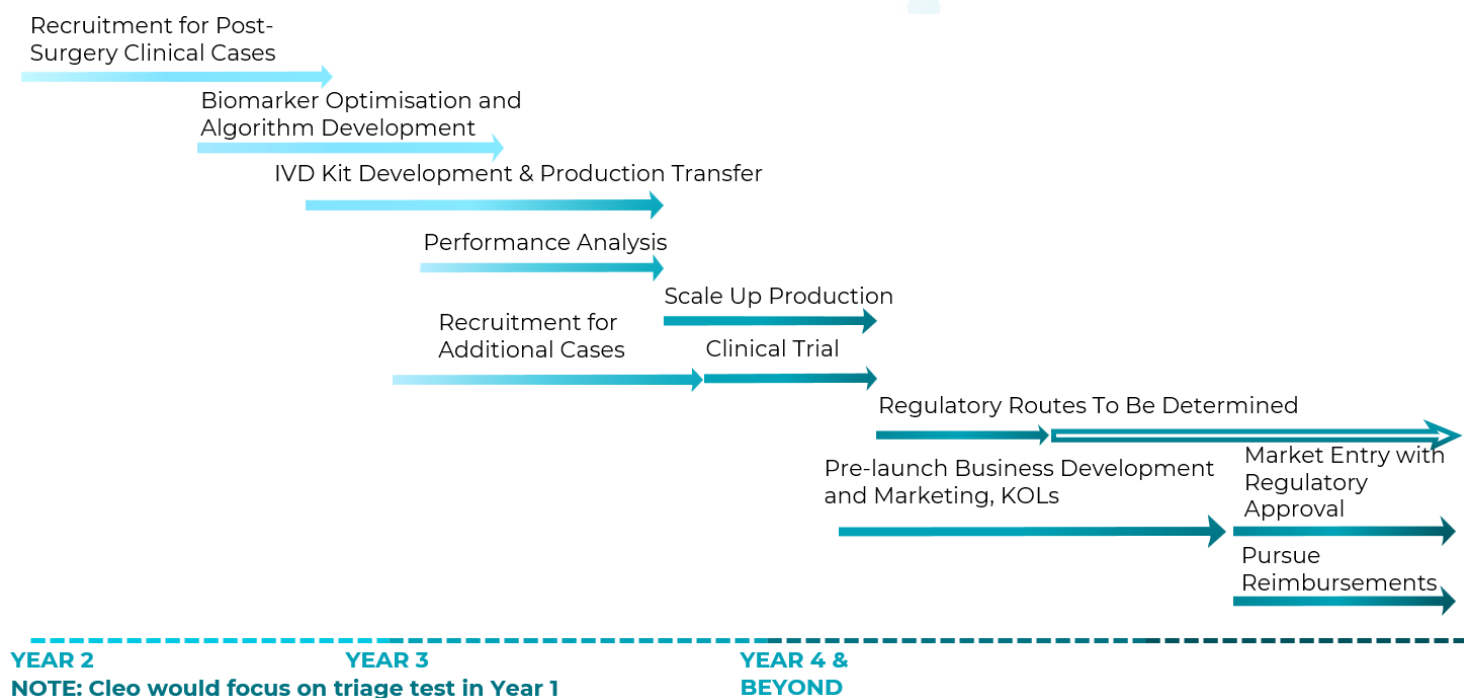 Recruitment for Post-
Surgery Clinical Cases
Biomarker Optimisation and
Algorithm Development
IVD Kit Development & Production Transfer
Performance Analysis
Scale Up Production
Recruitment for
Additional Cases
Clinical Trial
Regulatory Routes To Be Determined
Pre-launch Business Development
and Marketing, KOLs
Market Entry with
Regulatory
Approval
Pursue
Reimbursements
YEAR 2
YEAR 3
YEAR 4 &
BEYOND
NOTE: Cleo would focus on triage test in Year 1